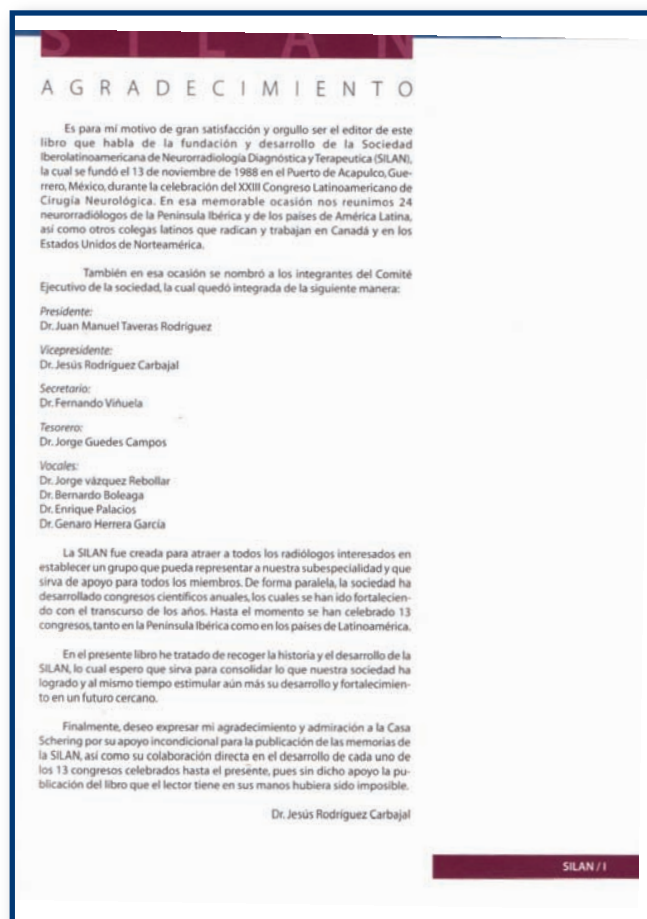 SILAN
AGRADECIMIENTO
Es para mí motivo de gran satisfacción y orgullo ser el editor de este
libro que habla de la fundación y desarrollo de la Sociedad
Iberolatinoamericana de Neurorradiología Diagnóstica y Terapeutica (SILAN),
la cual se fundó el 13 de noviembre de 1988 en el Puerto de Acapulco, Gue-
rrero, México, durante la celebración del XXIII Congreso Latinoamericano de
Cirugía Neurológica. En esa memorable ocasión nos reunimos 24
neurorradiólogos de la Península Ibérica y de los países de América Latina,
así como otros colegas latinos que radican y trabajan en Canadá y en los
Estados Unidos de Norteamérica.
También en esa ocasión se nombró a los integrantes del Comité
Ejecutivo de la sociedad, la cual quedó integrada de la siguiente manera:
Presidente:
Dr. Juan Manuel Taveras Rodríguez
Vicepresidente:
Dr. Jesús Rodríguez Carbajal
Secretario:
Dr. Fernando Viñuela
Tesorero:
Dr. Jorge Guedes Campos
Vocales:
Dr. Jorge vázquez Rebollar
Dr. Bernardo Boleaga
Dr. Enrique Palacios
Dr. Genaro Herrera García
La SILAN fue creada para atraer a todos los radiólogos interesados en
establecer un grupo que pueda representar a nuestra subespecialidad y que
sirva de apoyo para todos los miembros. De forma paralela, la sociedad ha
desarrollado congresos científicos anuales, los cuales se han ido fortalecien-
do con el transcurso de los años. Hasta el momento se han celebrado 13
congresos, tanto en la Península Ibérica como en los países de Latinoamérica.
En el presente libro he tratado de recoger la historia y el desarrollo de la
SILAN, lo cual espero que sirva para consolidar lo que nuestra sociedad ha
logrado y al mismo tiempo estimular aún más su desarrollo y fortalecimien-
to en un futuro cercano.
Finalmente, deseo expresar mi agradecimiento y admiración a la Casa
Schering por su apoyo incondicional para la publicación de las memorias de
la SILAN, así como su colaboración directa en el desarrollo de cada uno de
los 13 congresos celebrados hasta el presente, pues sin dicho apoyo la pu-
blicación del libro que el lector tiene en sus manos hubiera sido imposible.
Dr. Jesús Rodríguez Carbajal
SILAN / I